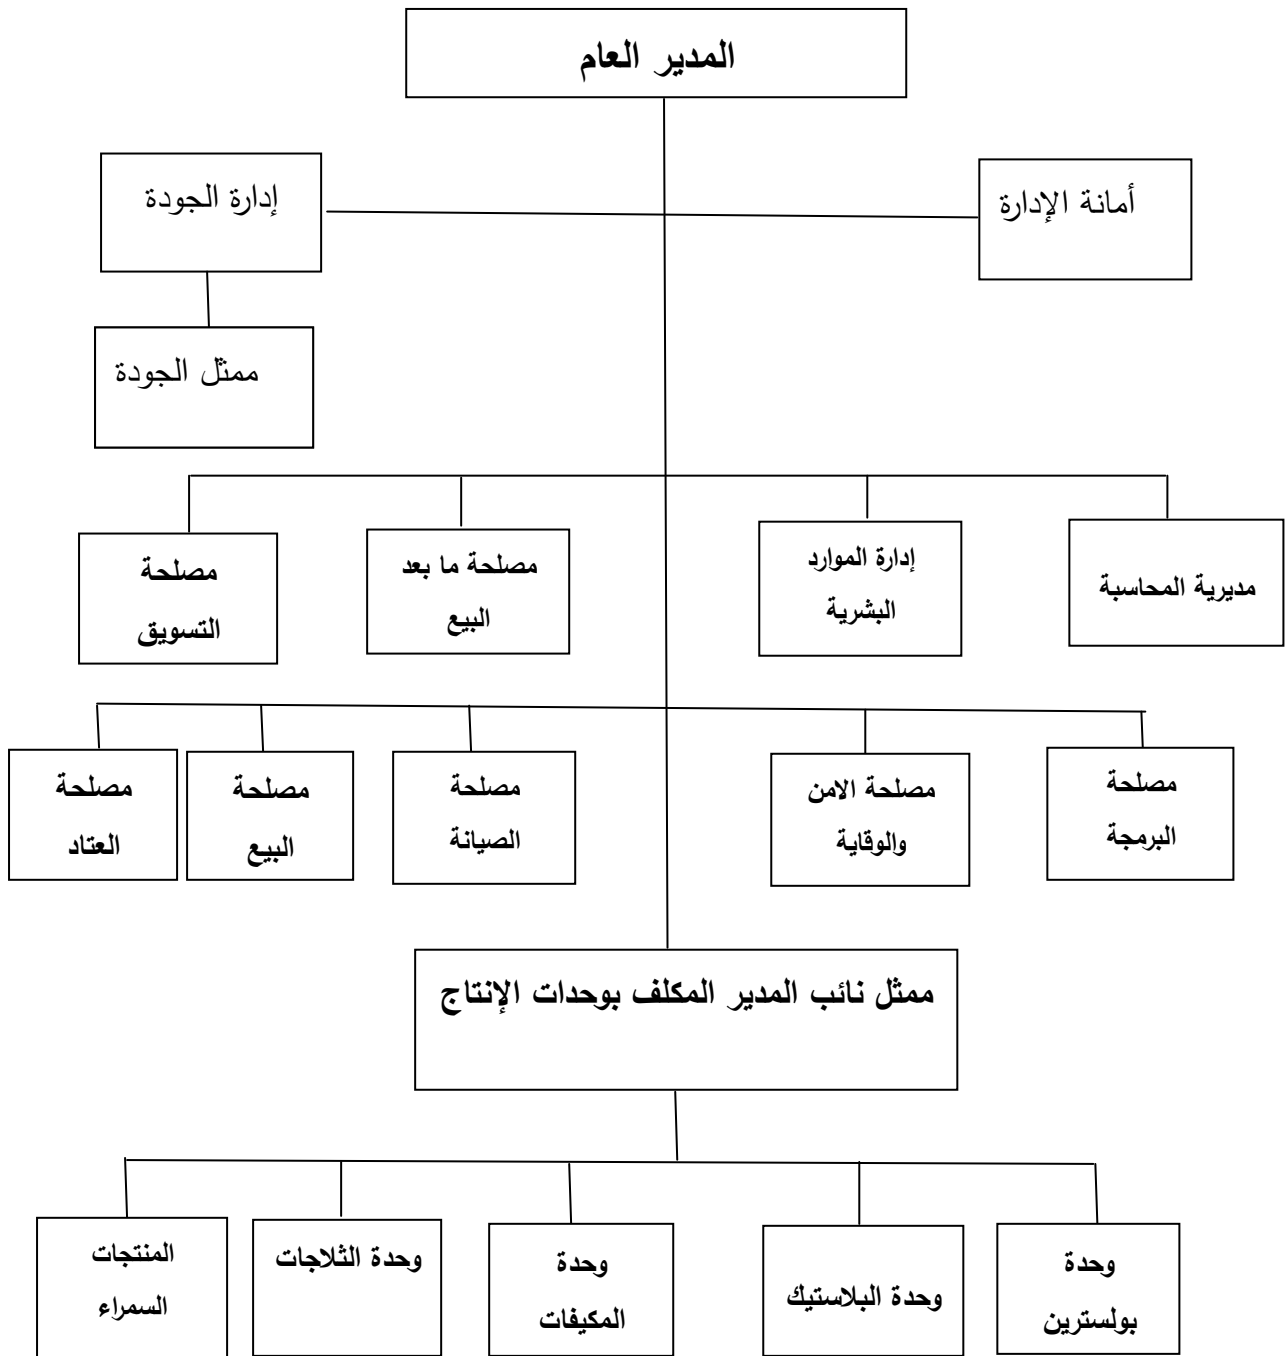 المدير العام
أمانة الإدارة
إدارة الجودة
ممثل الجودة
مديرية المحاسبة
إدارة الموارد
البشرية
مصلحة ما بعد
البيع
مصلحة
التسويق
مصلحة
البرمجة
مصلحة الامن
والوقاية
مصلحة
الصيانة
مصلحة
البيع
مصلحة
العتاد
ممثل نائب المدير المكلف بوحدات الإنتاج
وحدة
بولسترين
وحدة البلاستيك
وحدة
المكيفات
وحدة الثلاجات
المنتجات
السمراء